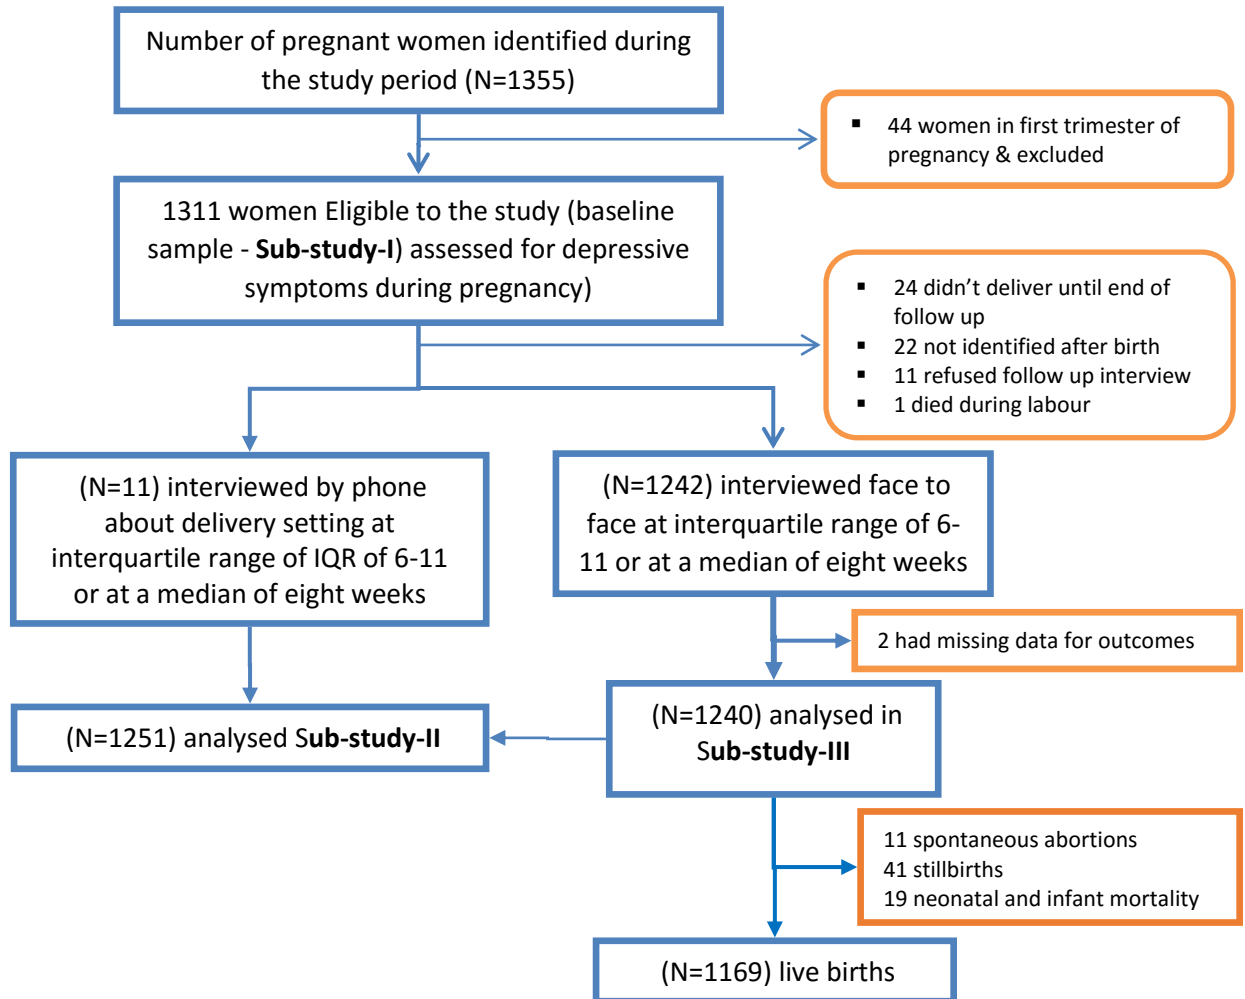 Number of pregnant women identified during
the study period (N=1355)
▪ 44 women in first trimester of
pregnancy & excluded
1311 women Eligible to the study (baseline
sample - Sub-study-I) assessed for depressive
symptoms during pregnancy)
▪ 24 didn’t deliver until end of
follow up
▪ 22 not identified after birth
▪ 11 refused follow up interview
▪ 1 died during labour
(N=11) interviewed by phone
about delivery setting at
interquartile range of IQR of 6-11
or at a median of eight weeks
(N=1242) interviewed face to
face at interquartile range of 6-
11 or at a median of eight weeks
2 had missing data for outcomes
(N=1251) analysed Sub-study-II
(N=1240) analysed in
Sub-study-III
11 spontaneous abortions
41 stillbirths
19 neonatal and infant mortality
(N=1169) live births